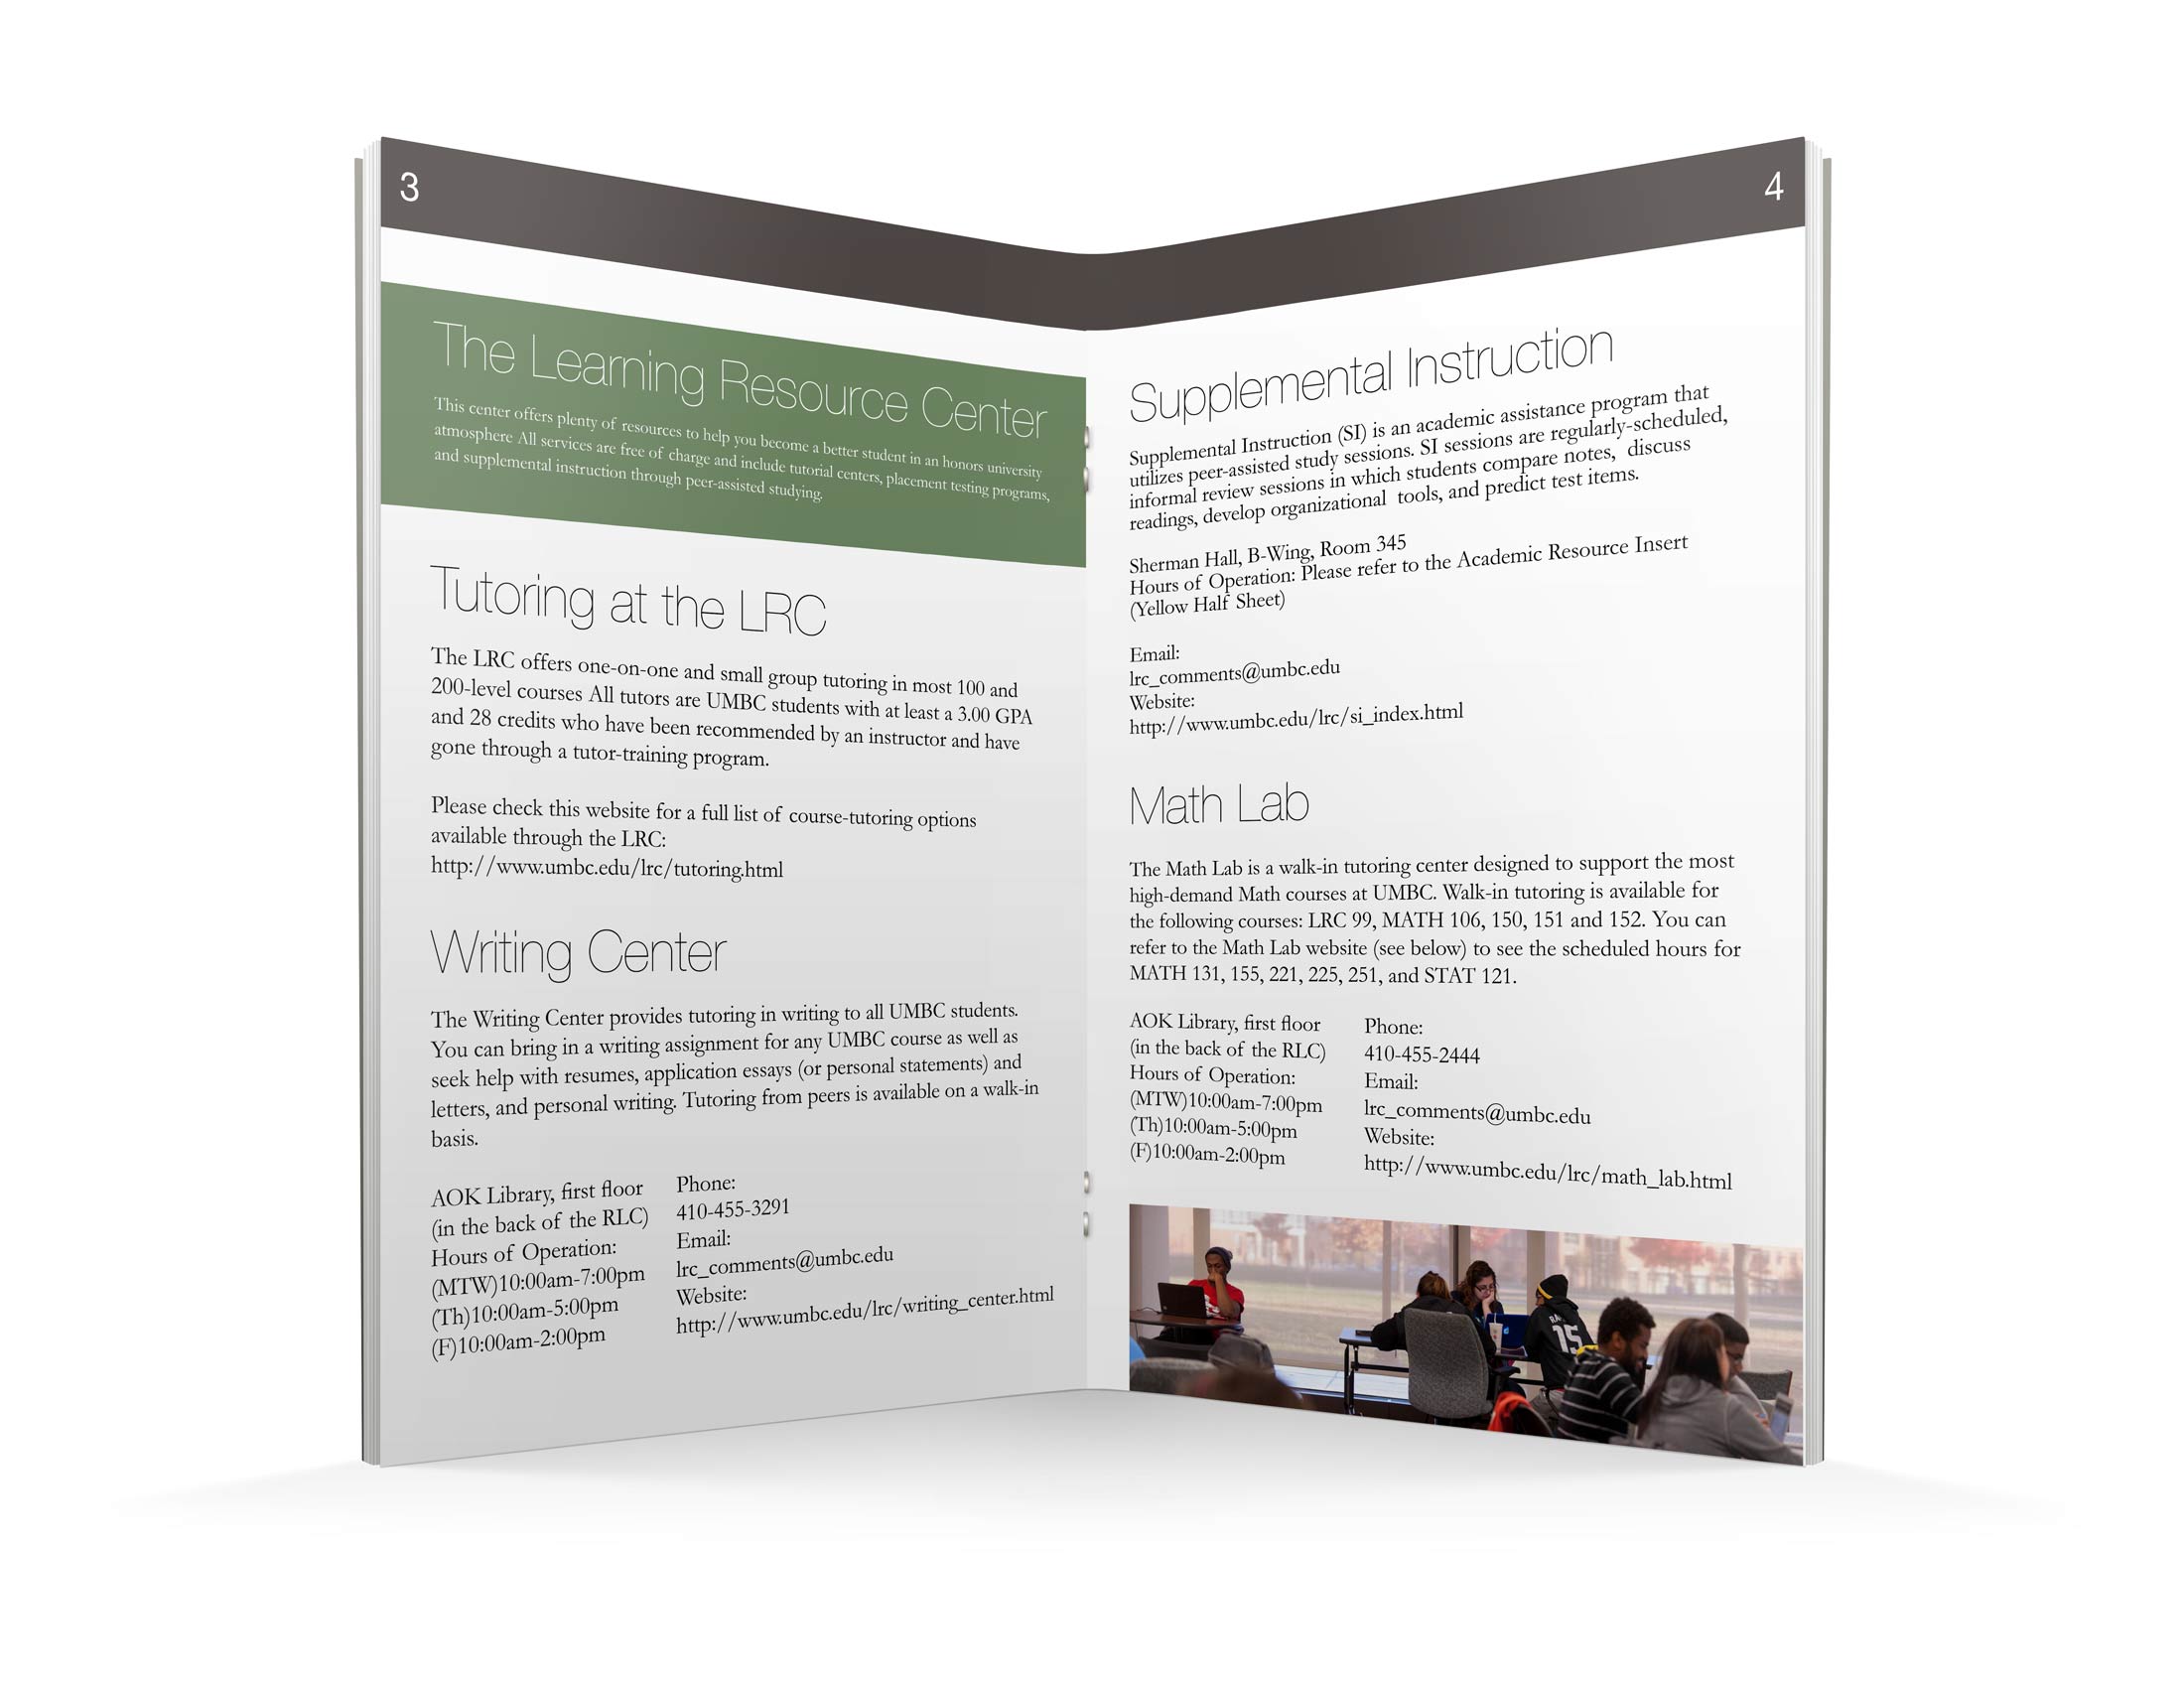 3
The Learning Resource Center
This center offers plenty of resources to help you become a better student in an honors university
atmosphere All services are free of charge and include tutorial centers, placement testing programs,
and supplemental instruction through peer-assisted studying.
Tutoring at the LRC
The LRC offers one-on-one and small group tutoring in most 100 and
200-level courses All tutors are UMBC students with at least a 3.00 GPA
and 28 credits who have been recommended by an instructor and have
gone through a tutor-training program.
Please check this website for a full list of course-tutoring options
available through the LRC:
http://www.umbc.edu/lrc/tutoring.html
Writing Center
The Writing Center provides tutoring in writing to all UMBC students.
You can bring in a writing assignment for any UMBC course as well as
seek help with resumes, application essays (or personal statements) and
letters, and personal writing. Tutoring from peers is available on a walk-in
basis.
AOK Library, first floor
(in the back of the RLC)
Hours of Operation:
(MTW)10:00am-7:00pm
(Th)10:00am-5:00pm
(F)10:00am-2:00pm
Phone:
410-455-3291
Email:
lrc_comments@umbc.edu
Website:
http://www.umbc.edu/lrc/writing_center.html
4
Supplemental Instruction
Supplemental Instruction (SI) is an academic assistance program that
utilizes peer-assisted study sessions. SI sessions are regularly-scheduled,
informal review sessions in which students compare notes, discuss
readings, develop organizational tools, and predict test items.
Sherman Hall, B-Wing, Room 345
Hours of Operation: Please refer to the Academic Resource Insert
(Yellow Half Sheet)
Email:
lrc_comments@umbc.edu
Website:
http://www.umbc.edu/lrc/si_index.html
Math Lab
The Math Lab is a walk-in tutoring center designed to support the most
high-demand Math courses at UMBC. Walk-in tutoring is available for
the following courses: LRC 99, MATH 106, 150, 151 and 152. You can
refer to the Math Lab website (see below) to see the scheduled hours for
MATH 131, 155, 221, 225, 251, and STAT 121.
AOK Library, first floor
(in the back of the RLC)
Hours of Operation:
(MTW)10:00am-7:00pm
(Th)10:00am-5:00pm
(F)10:00am-2:00pm
Phone:
410-455-2444
Email:
lrc_comments@umbc.edu
Website:
http://www.umbc.edu/lrc/math_lab.html
15